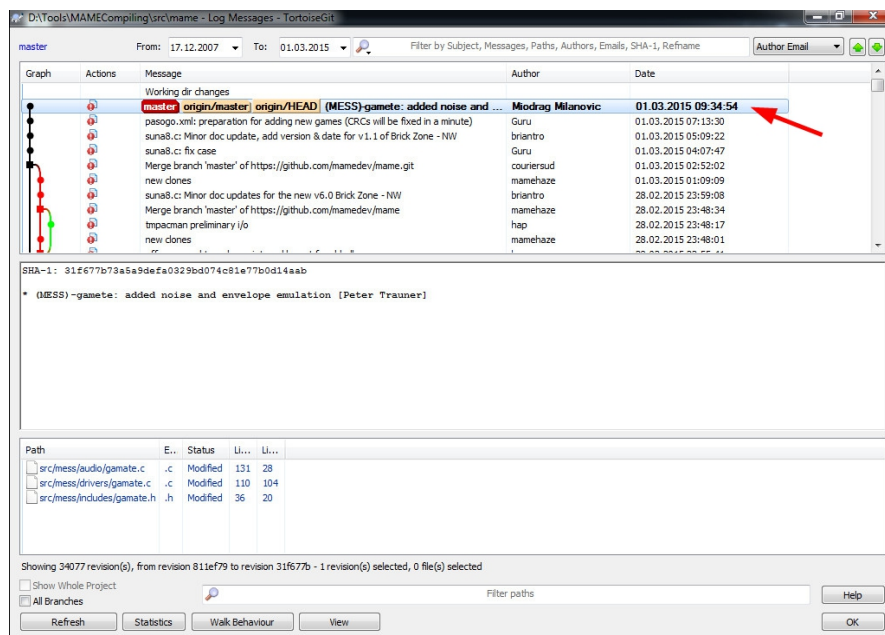 D:\Tools\MAMECompiling\src\mame - Log Messages - TortoiseGit
master From: 17.12.2007 To: 01.03.2015 Filter by Subject, Messages, Paths, Authors, Emails, SHA-1, Refname Author Email
Graph Actions Message Author Date
Working dir changes
master origin/master origin/HEAD (MESS)-gamete: added noise and ... Miodrag Milanovic 01.03.2015 09:34:54
pasogo.xml: preparation for adding new games (CRCs will be fixed in a minute) Guru 01.03.2015 07:13:30
suna8.c: Minor doc update, add version & date for v1.1 of Brick Zone - NW briantro 01.03.2015 05:09:22
suna8.c: fix case Guru 01.03.2015 04:07:47
Merge branch 'master' of https://github.com/mamedev/mame.git couriersud 01.03.2015 02:52:02
new clones mamehaze 01.03.2015 01:09:09
suna8.c: Minor doc updates for the new v6.0 Brick Zone - NW briantro 28.02.2015 23:59:08
Merge branch 'master' of https://github.com/mamedev/mame mamehaze 28.02.2015 23:48:34
tmpacman preliminary i/o hap 28.02.2015 23:48:17
new clones mamehaze 28.02.2015 23:48:01
SHA-1: 31f677b73a5a9defa0329bd074c81e77b0d14aab
* (MESS)-gamete: added noise and envelope emulation [Peter Trauner]
Path E... Status Li... Li...
src/mess/audio/gamate.c .c Modified 131 28
src/mess/drivers/gamate.c .c Modified 110 104
src/mess/includes/gamate.h .h Modified 36 20
Showing 34077 revision(s), from revision 811ef79 to revision 31f677b - 1 revision(s) selected, 0 file(s) selected
Show Whole Project
All Branches Filter paths Help
Refresh Statistics Walk Behaviour View OK